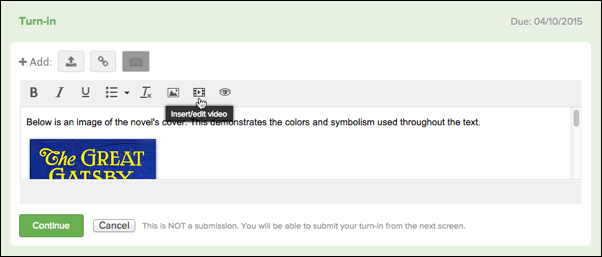 Turn-in
Due: 04/10/2015
Add:
B I U
Insert/edit video
Below is an image of the novel's cover. This demonstrates the colors and symbolism used throughout the text.
The GREAT
GATSBY
Continue Cancel This is NOT a submission. You will be able to submit your turn-in from the next screen.